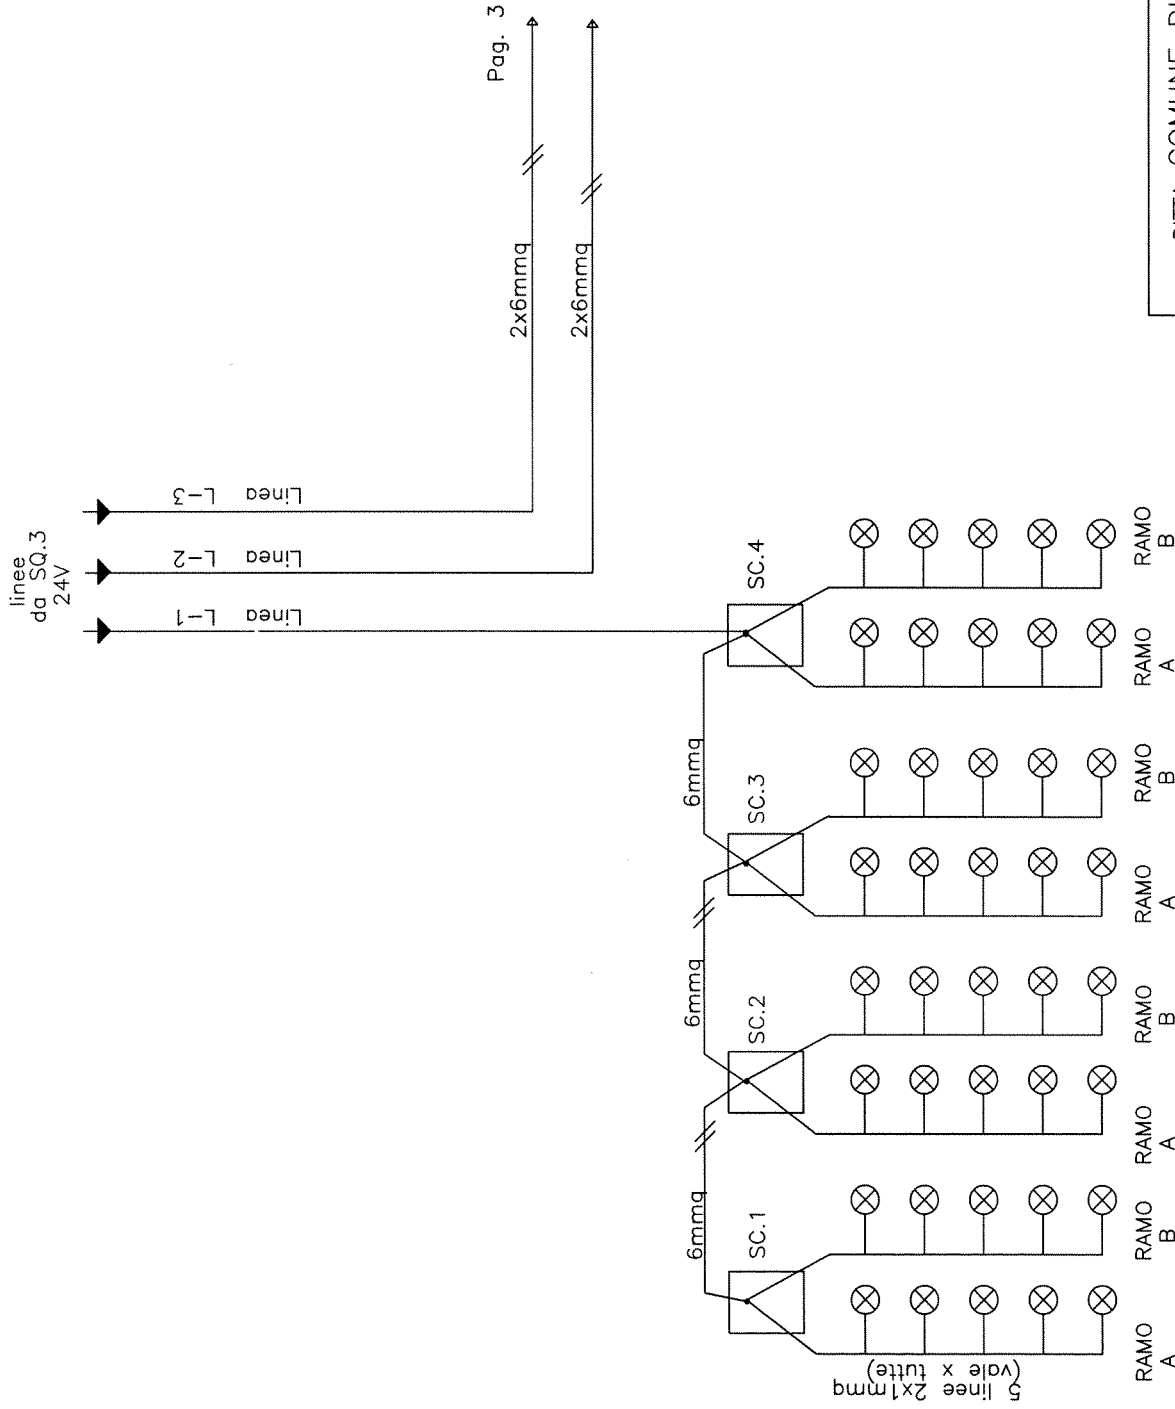 linee
da SQ.3
24V
Linea L-1
Linea L-2
Linea L-3
Pag. 3
2x6mmq
2x6mmq
SC.4
6mmq
SC.3
6mmq
SC.2
6mmq
SC.1
RAMO
A
RAMO
B
RAMO
A
RAMO
B
RAMO
A
RAMO
B
RAMO
A
RAMO
B
5 linee 2x1mmq
(vale x tutte)